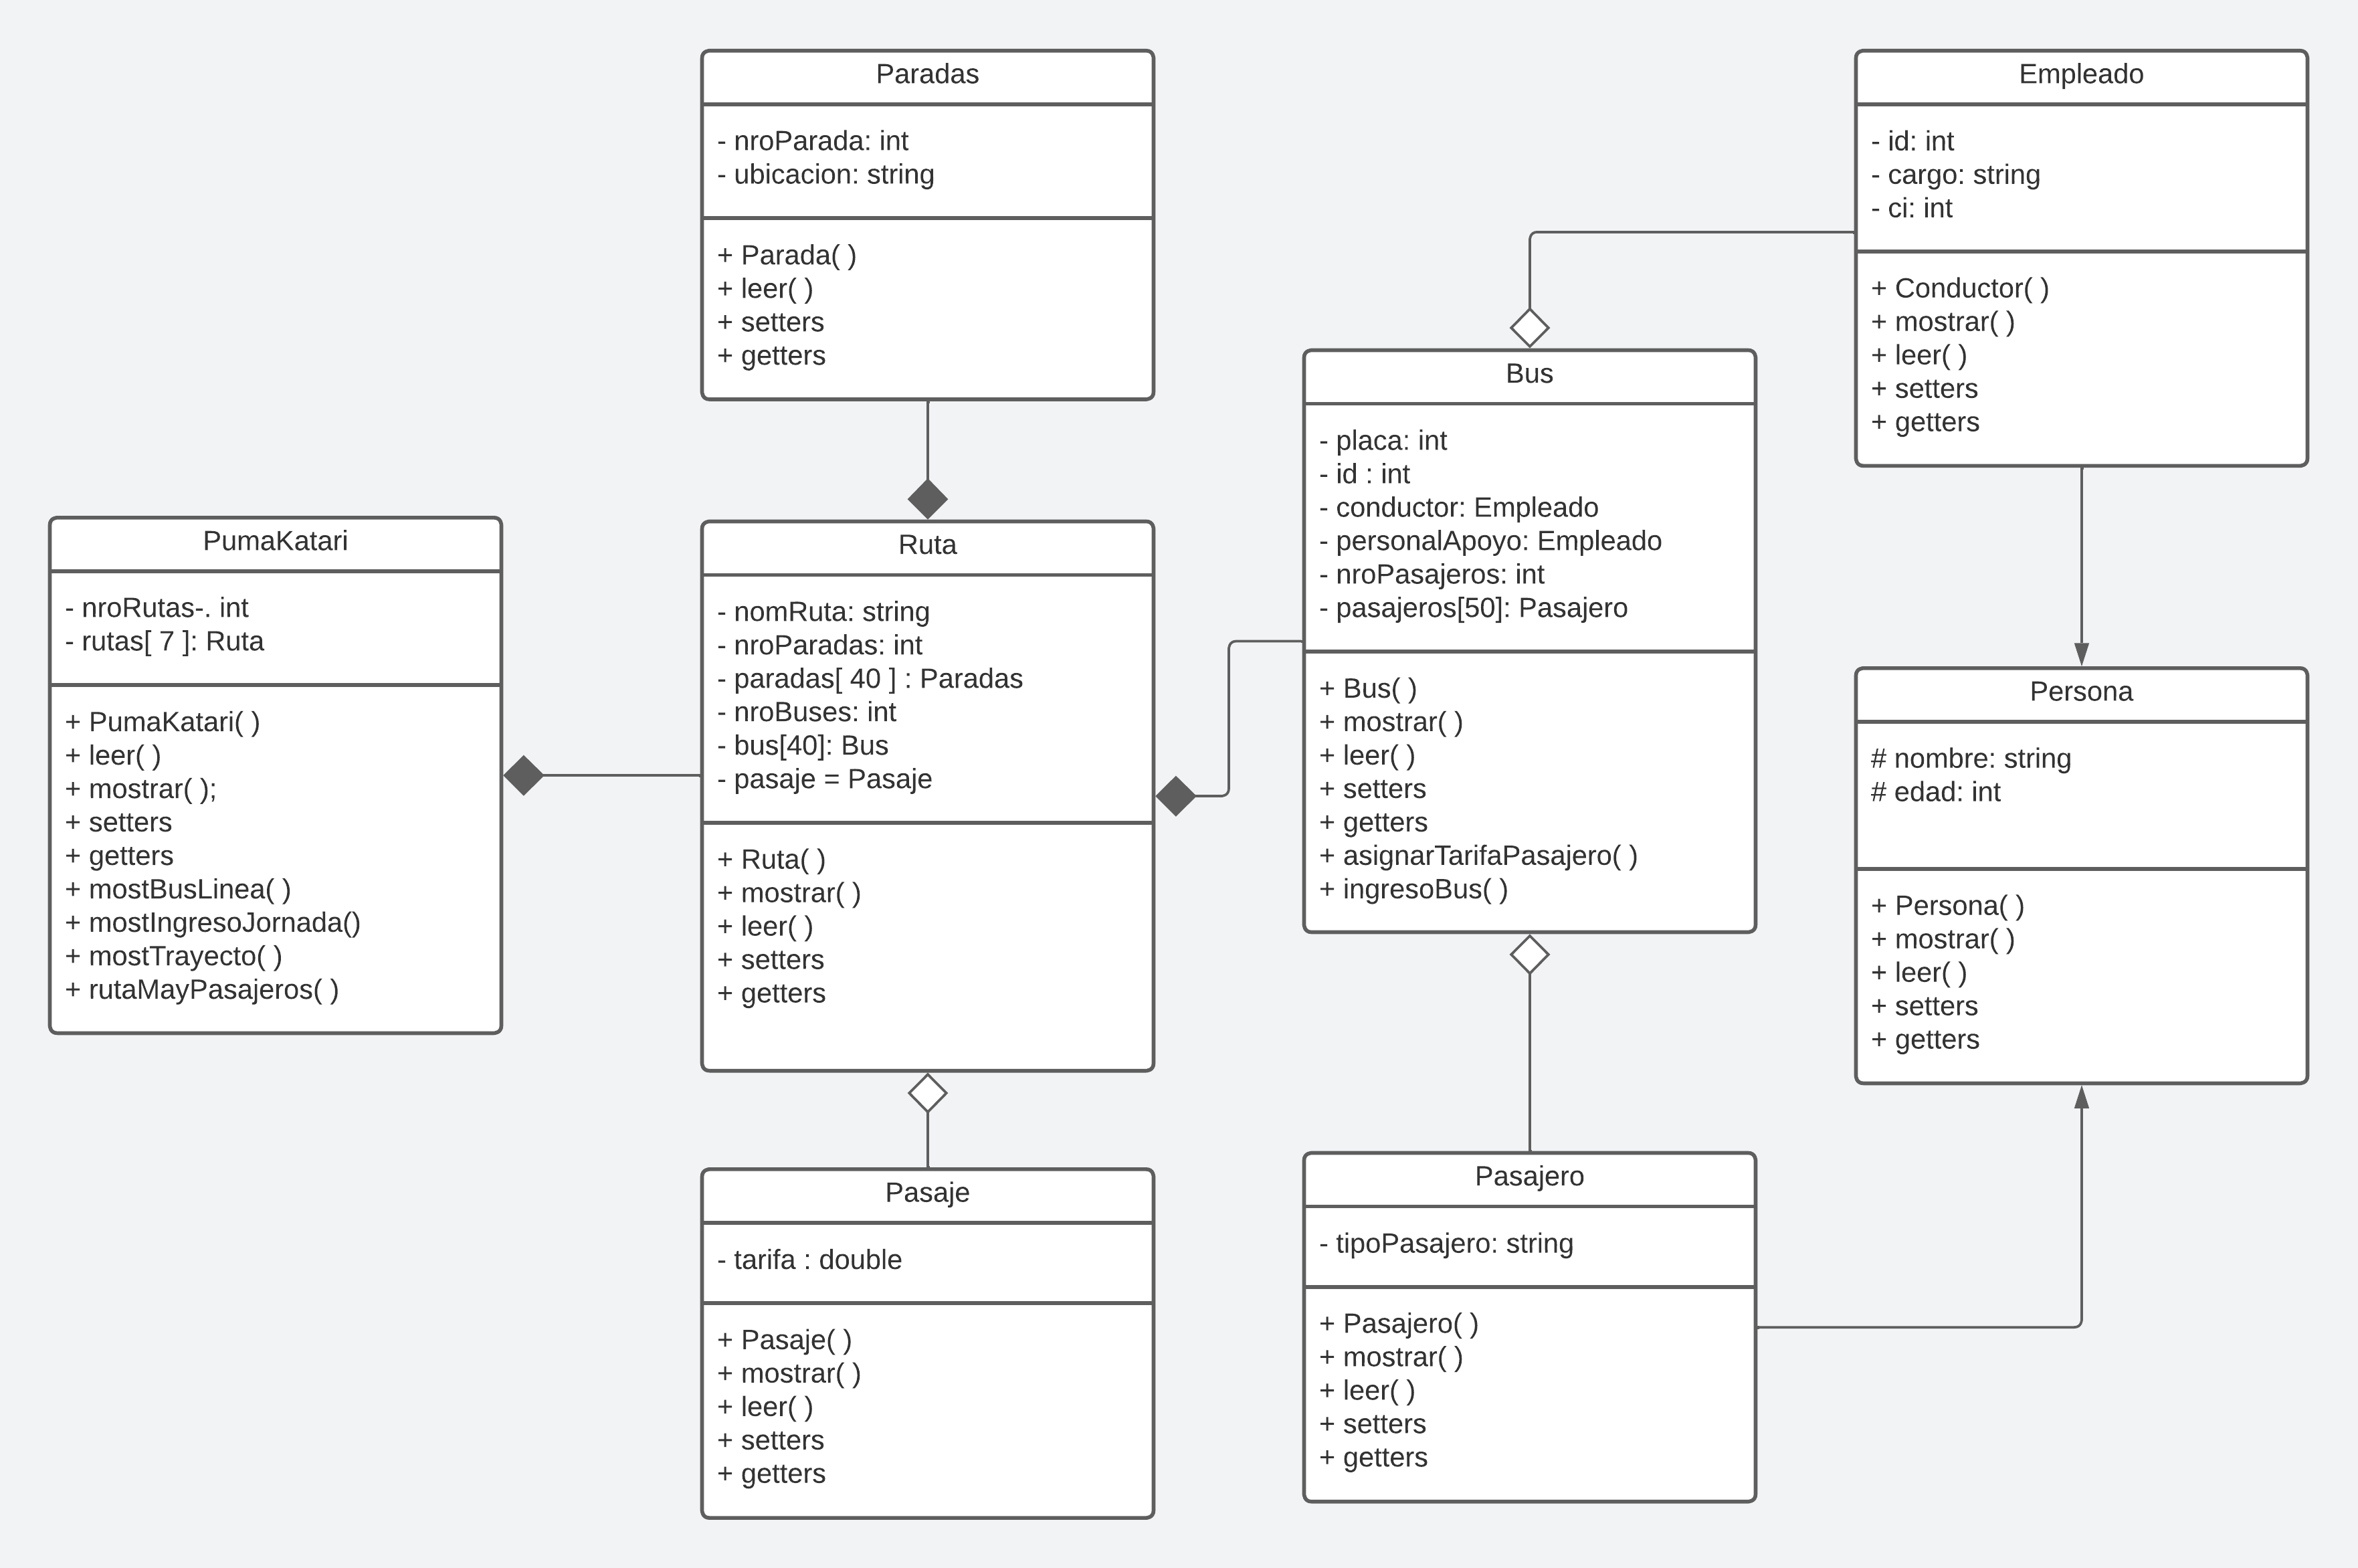 Paradas
- nroParada: int
- ubicacion: string
+ Parada( )
+ leer( )
+ setters
+ getters
Empleado
- id: int
- cargo: string
- ci: int
+ Conductor( )
+ mostrar( )
+ leer( )
+ setters
+ getters
Bus
- placa: int
- id : int
- conductor: Empleado
- personalApoyo: Empleado
- nroPasajeros: int
- pasajeros[50]: Pasajero
+ Bus( )
+ mostrar( )
+ leer( )
+ setters
+ getters
+ asignarTarifaPasajero( )
+ ingresoBus( )
PumaKatari
- nroRutas-. int
- rutas[ 7 ]: Ruta
+ PumaKatari( )
+ leer( )
+ mostrar( );
+ setters
+ getters
+ mostBusLinea( )
+ mostIngresoJornada()
+ mostTrayecto( )
+ rutaMayPasajeros( )
Ruta
- nomRuta: string
- nroParadas: int
- paradas[ 40 ] : Paradas
- nroBuses: int
- bus[40]: Bus
- pasaje = Pasaje
+ Ruta( )
+ mostrar( )
+ leer( )
+ setters
+ getters
Persona
# nombre: string
# edad: int
+ Persona( )
+ mostrar( )
+ leer( )
+ setters
+ getters
Pasaje
- tarifa : double
+ Pasaje( )
+ mostrar( )
+ leer( )
+ setters
+ getters
Pasajero
- tipoPasajero: string
+ Pasajero( )
+ mostrar( )
+ leer( )
+ setters
+ getters